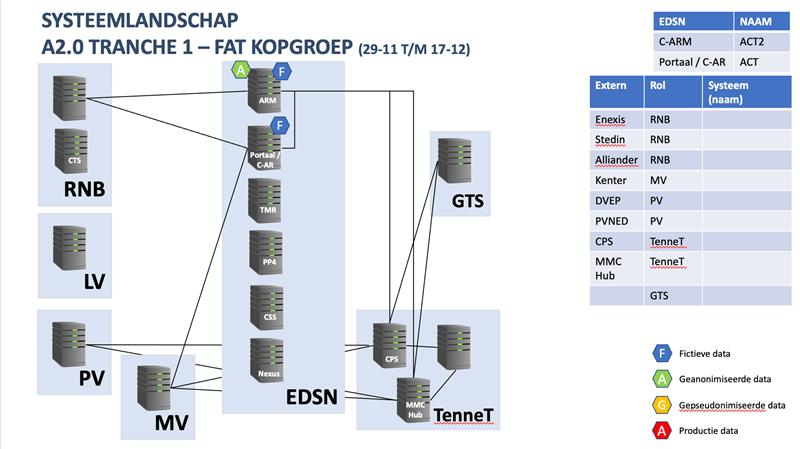 SYSTEEMLANDSCHAP
A2.0 TRANCHE 1 – FAT KOPGROEP (29-11 T/M 17-12)
EDSN NAAM
C-ARM ACT2
Portaal / C-AR ACT
Extern Rol Systeem (naam)
Enexis RNB
Stedin RNB
Alliander RNB
Kenter MV
DVEP PV
PVNED PV
CPS TenneT
MMC Hub TenneT
GTS
A
F
ARM
F
Portaal /
C-AR
TMR
PP4
CSS
Nexus
EDSN
CTS
RNB
LV
PV
MV
GTS
CPS
MMC
Hub
TenneT
F Fictieve data
A Geanonimiseerde data
G Gepseudonimiseerde data
A Productie data